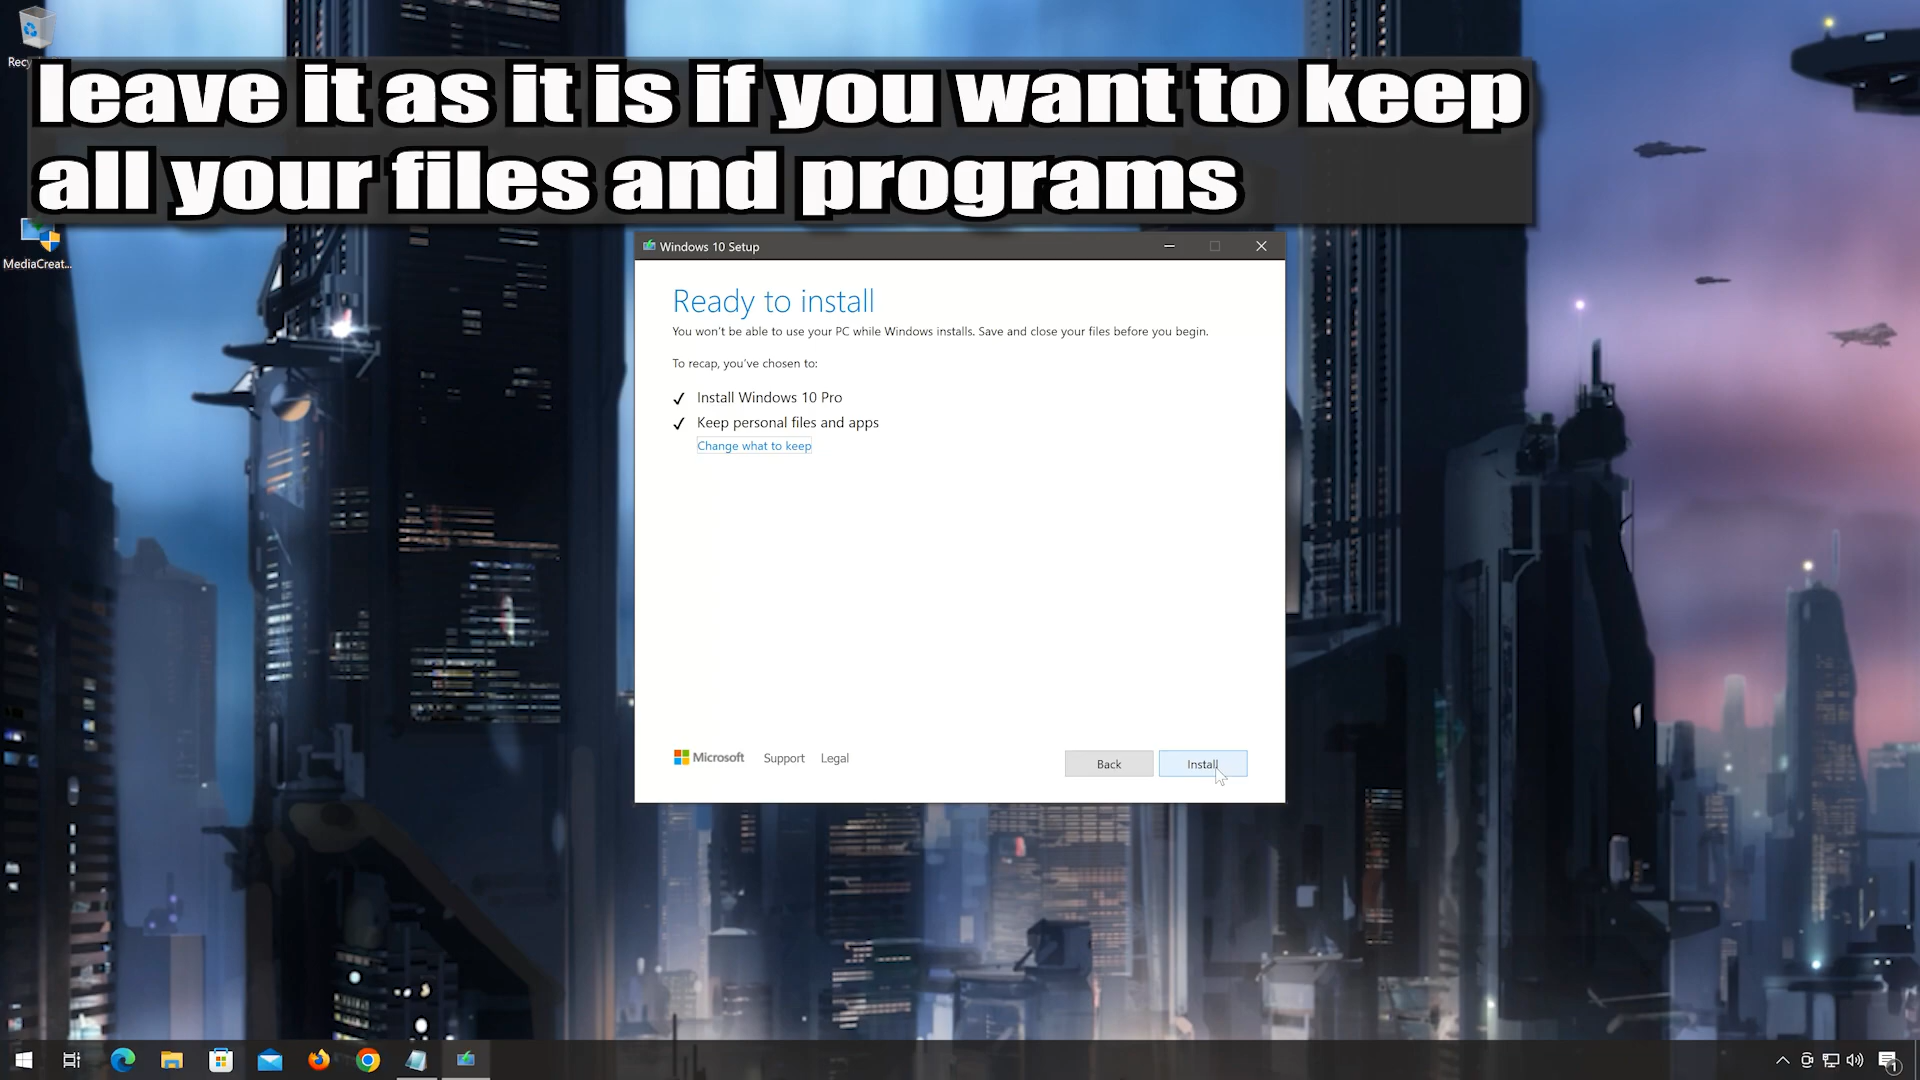 Recy
leave it as it is if you want to keep
all your files and programs
MediaCreat...
Windows 10 Setup
Ready to install
You won't be able to use your PC while Windows installs. Save and close your files before you begin.
To recap, you've chosen to:
Install Windows 10 Pro
Keep personal files and apps
Change what to keep
Microsoft Support Legal
Back Install
1